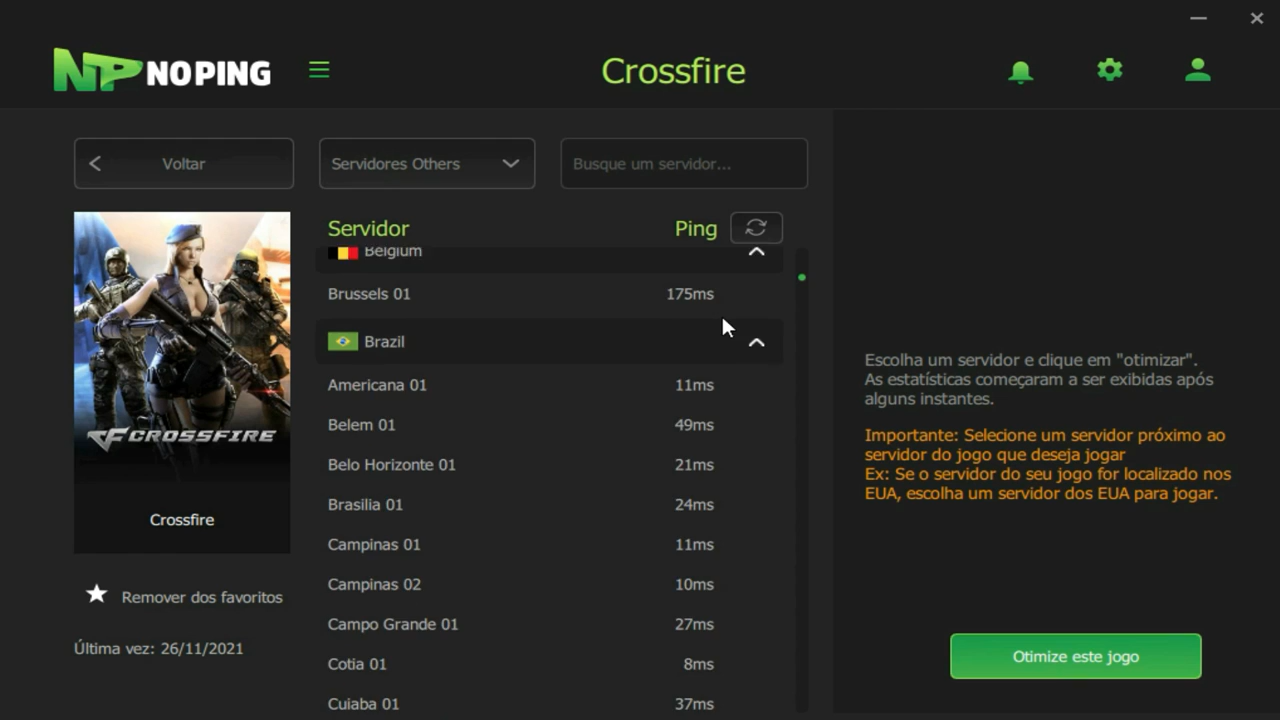 NP NOPING
Crossfire
Voltar
Servidores Others
Busque um servidor...
Servidor Ping
Belgium
Brussels 01 175ms
Brazil
Americana 01 11ms
Belem 01 49ms
Belo Horizonte 01 21ms
Brasilia 01 24ms
Campinas 01 11ms
Campinas 02 10ms
Campo Grande 01 27ms
Cotia 01 8ms
Cuiaba 01 37ms
CF CROSSFIRE
Crossfire
Remover dos favoritos
Última vez: 26/11/2021
Escolha um servidor e clique em "otimizar".
As estatísticas começaram a ser exibidas após
alguns instantes.
Importante: Selecione um servidor próximo ao
servidor do jogo que deseja jogar
Ex: Se o servidor do seu jogo for localizado nos
EUA, escolha um servidor dos EUA para jogar.
Otimize este jogo